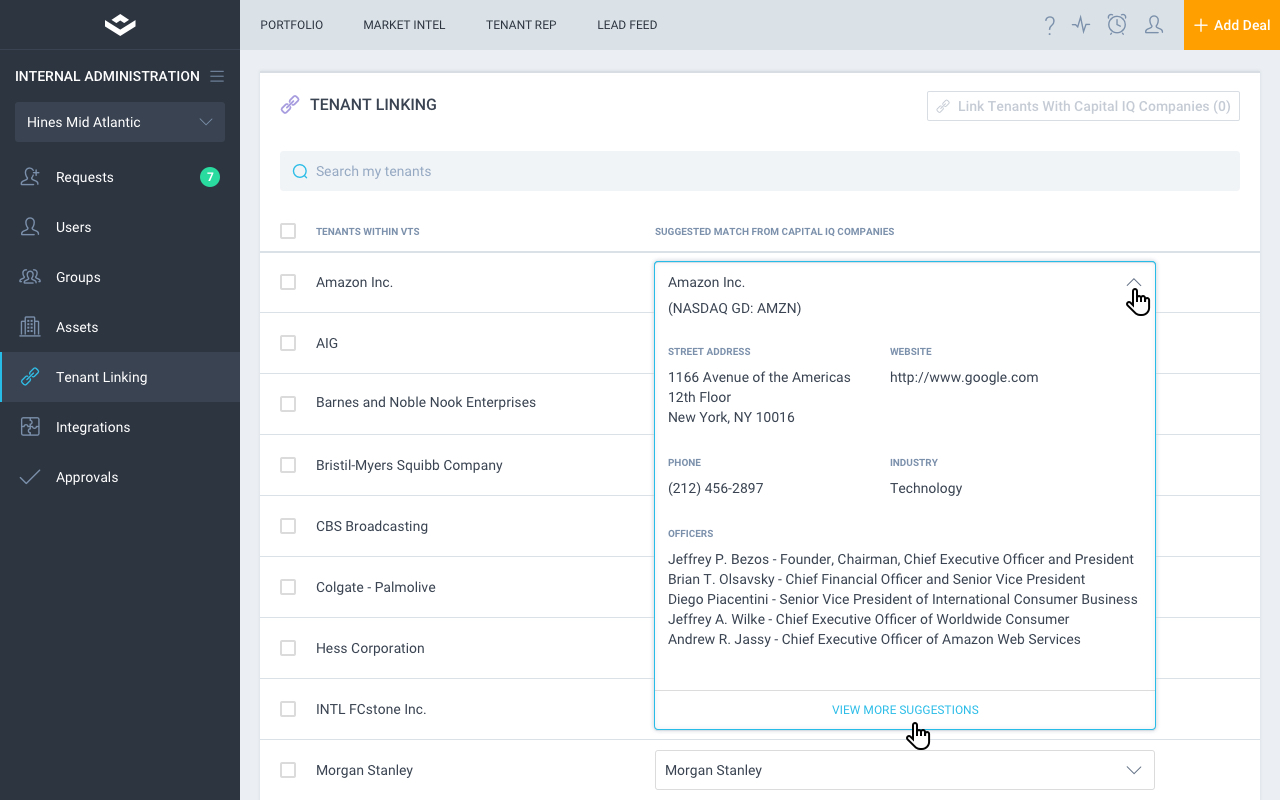 PORTFOLIO MARKET INTEL TENANT REP LEAD FEED
? + Add Deal
INTERNAL ADMINISTRATION
Hines Mid Atlantic
Requests 7
Users
Groups
Assets
Tenant Linking
Integrations
Approvals
TENANT LINKING
Link Tenants With Capital IQ Companies (0)
Search my tenants
TENANTS WITHIN VTS SUGGESTED MATCH FROM CAPITAL IQ COMPANIES
Amazon Inc.
AIG
Barnes and Noble Nook Enterprises
Bristil-Myers Squibb Company
CBS Broadcasting
Colgate - Palmolive
Hess Corporation
INTL FCstone Inc.
Morgan Stanley
Amazon Inc.
(NASDAQ GD: AMZN)
STREET ADDRESS
1166 Avenue of the Americas
12th Floor
New York, NY 10016
WEBSITE
http://www.google.com
PHONE
(212) 456-2897
INDUSTRY
Technology
OFFICERS
Jeffrey P. Bezos - Founder, Chairman, Chief Executive Officer and President
Brian T. Olsavsky - Chief Financial Officer and Senior Vice President
Diego Piacentini - Senior Vice President of International Consumer Business
Jeffrey A. Wilke - Chief Executive Officer of Worldwide Consumer
Andrew R. Jassy - Chief Executive Officer of Amazon Web Services
VIEW MORE SUGGESTIONS
Morgan Stanley